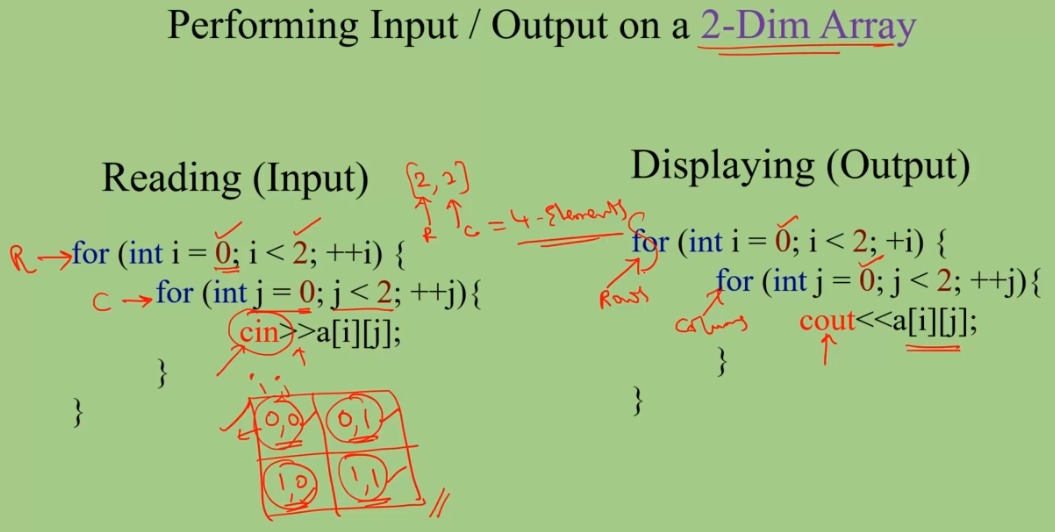 Performing Input / Output on a 2-Dim Array
Reading (Input)
[2,2]
R C = 4-Elements
R → for (int i = 0; i < 2; ++i) {
C → for (int j = 0; j < 2; ++j){
cin>>a[i][j];
}
}
i j
0,0 0,1
1,0 1,1
Displaying (Output)
for (int i = 0; i < 2; +i) {
Rows
for (int j = 0; j < 2; ++j){
Colums
cout<<a[i][j];
}
}